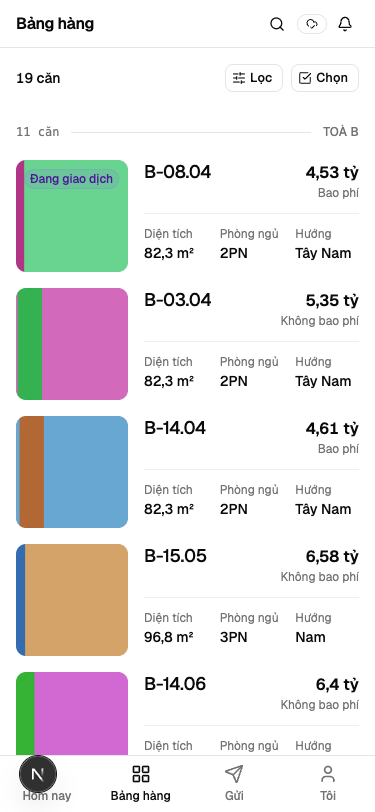 Bảng hàng
19 căn
Lọc
Chọn
11 căn
TOÀ B
Đang giao dịch
B-08.04
4,53 tỷ
Bao phí
Diện tích
Phòng ngủ
Hướng
82,3 m²
2PN
Tây Nam
B-03.04
5,35 tỷ
Không bao phí
Diện tích
Phòng ngủ
Hướng
82,3 m²
2PN
Tây Nam
B-14.04
4,61 tỷ
Bao phí
Diện tích
Phòng ngủ
Hướng
82,3 m²
2PN
Tây Nam
B-15.05
6,58 tỷ
Không bao phí
Diện tích
Phòng ngủ
Hướng
96,8 m²
3PN
Nam
B-14.06
6,4 tỷ
Không bao phí
Diện tích
Phòng ngủ
Hướng
N
Hôm nay
Bảng hàng
Gửi
Tôi